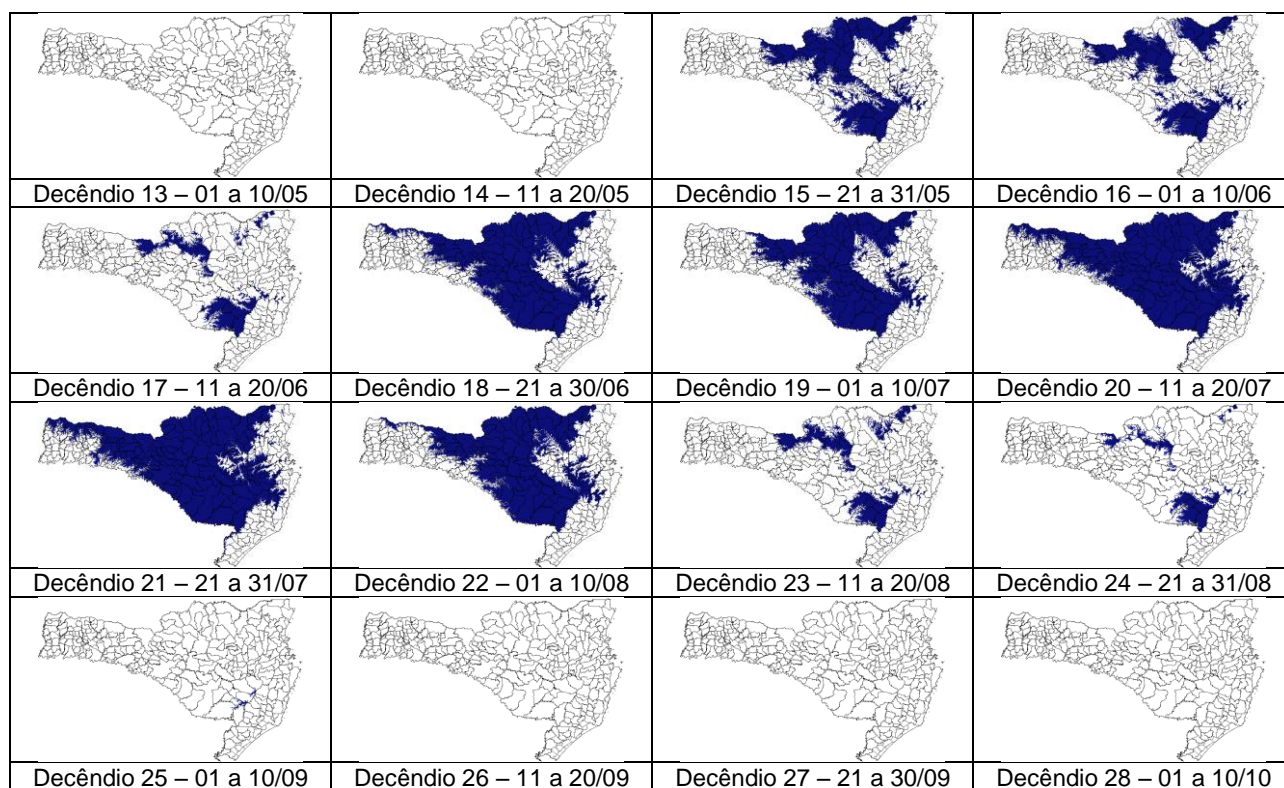 Decêndio 13 – 01 a 10/05
Decêndio 14 – 11 a 20/05
Decêndio 15 – 21 a 31/05
Decêndio 16 – 01 a 10/06
Decêndio 17 – 11 a 20/06
Decêndio 18 – 21 a 30/06
Decêndio 19 – 01 a 10/07
Decêndio 20 – 11 a 20/07
Decêndio 21 – 21 a 31/07
Decêndio 22 – 01 a 10/08
Decêndio 23 – 11 a 20/08
Decêndio 24 – 21 a 31/08
Decêndio 25 – 01 a 10/09
Decêndio 26 – 11 a 20/09
Decêndio 27 – 21 a 30/09
Decêndio 28 – 01 a 10/10